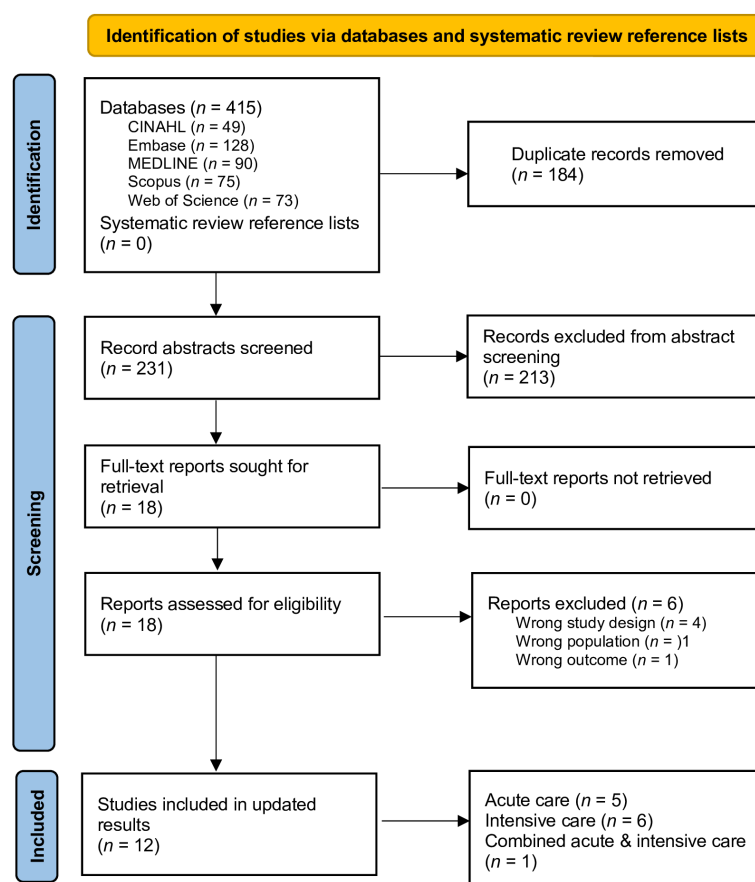 Identification of studies via databases and systematic review reference lists
Identification
Databases (n = 415)
CINAHL (n = 49)
Embase (n = 128)
MEDLINE (n = 90)
Scopus (n = 75)
Web of Science (n = 73)
Systematic review reference lists
(n = 0)
Duplicate records removed
(n = 184)
Screening
Record abstracts screened
(n = 231)
Records excluded from abstract
screening
(n = 213)
Full-text reports sought for
retrieval
(n = 18)
Full-text reports not retrieved
(n = 0)
Reports assessed for eligibility
(n = 18)
Reports excluded (n = 6)
Wrong study design (n = 4)
Wrong population (n = )1
Wrong outcome (n = 1)
Included
Studies included in updated
results
(n = 12)
Acute care (n = 5)
Intensive care (n = 6)
Combined acute & intensive care
(n = 1)